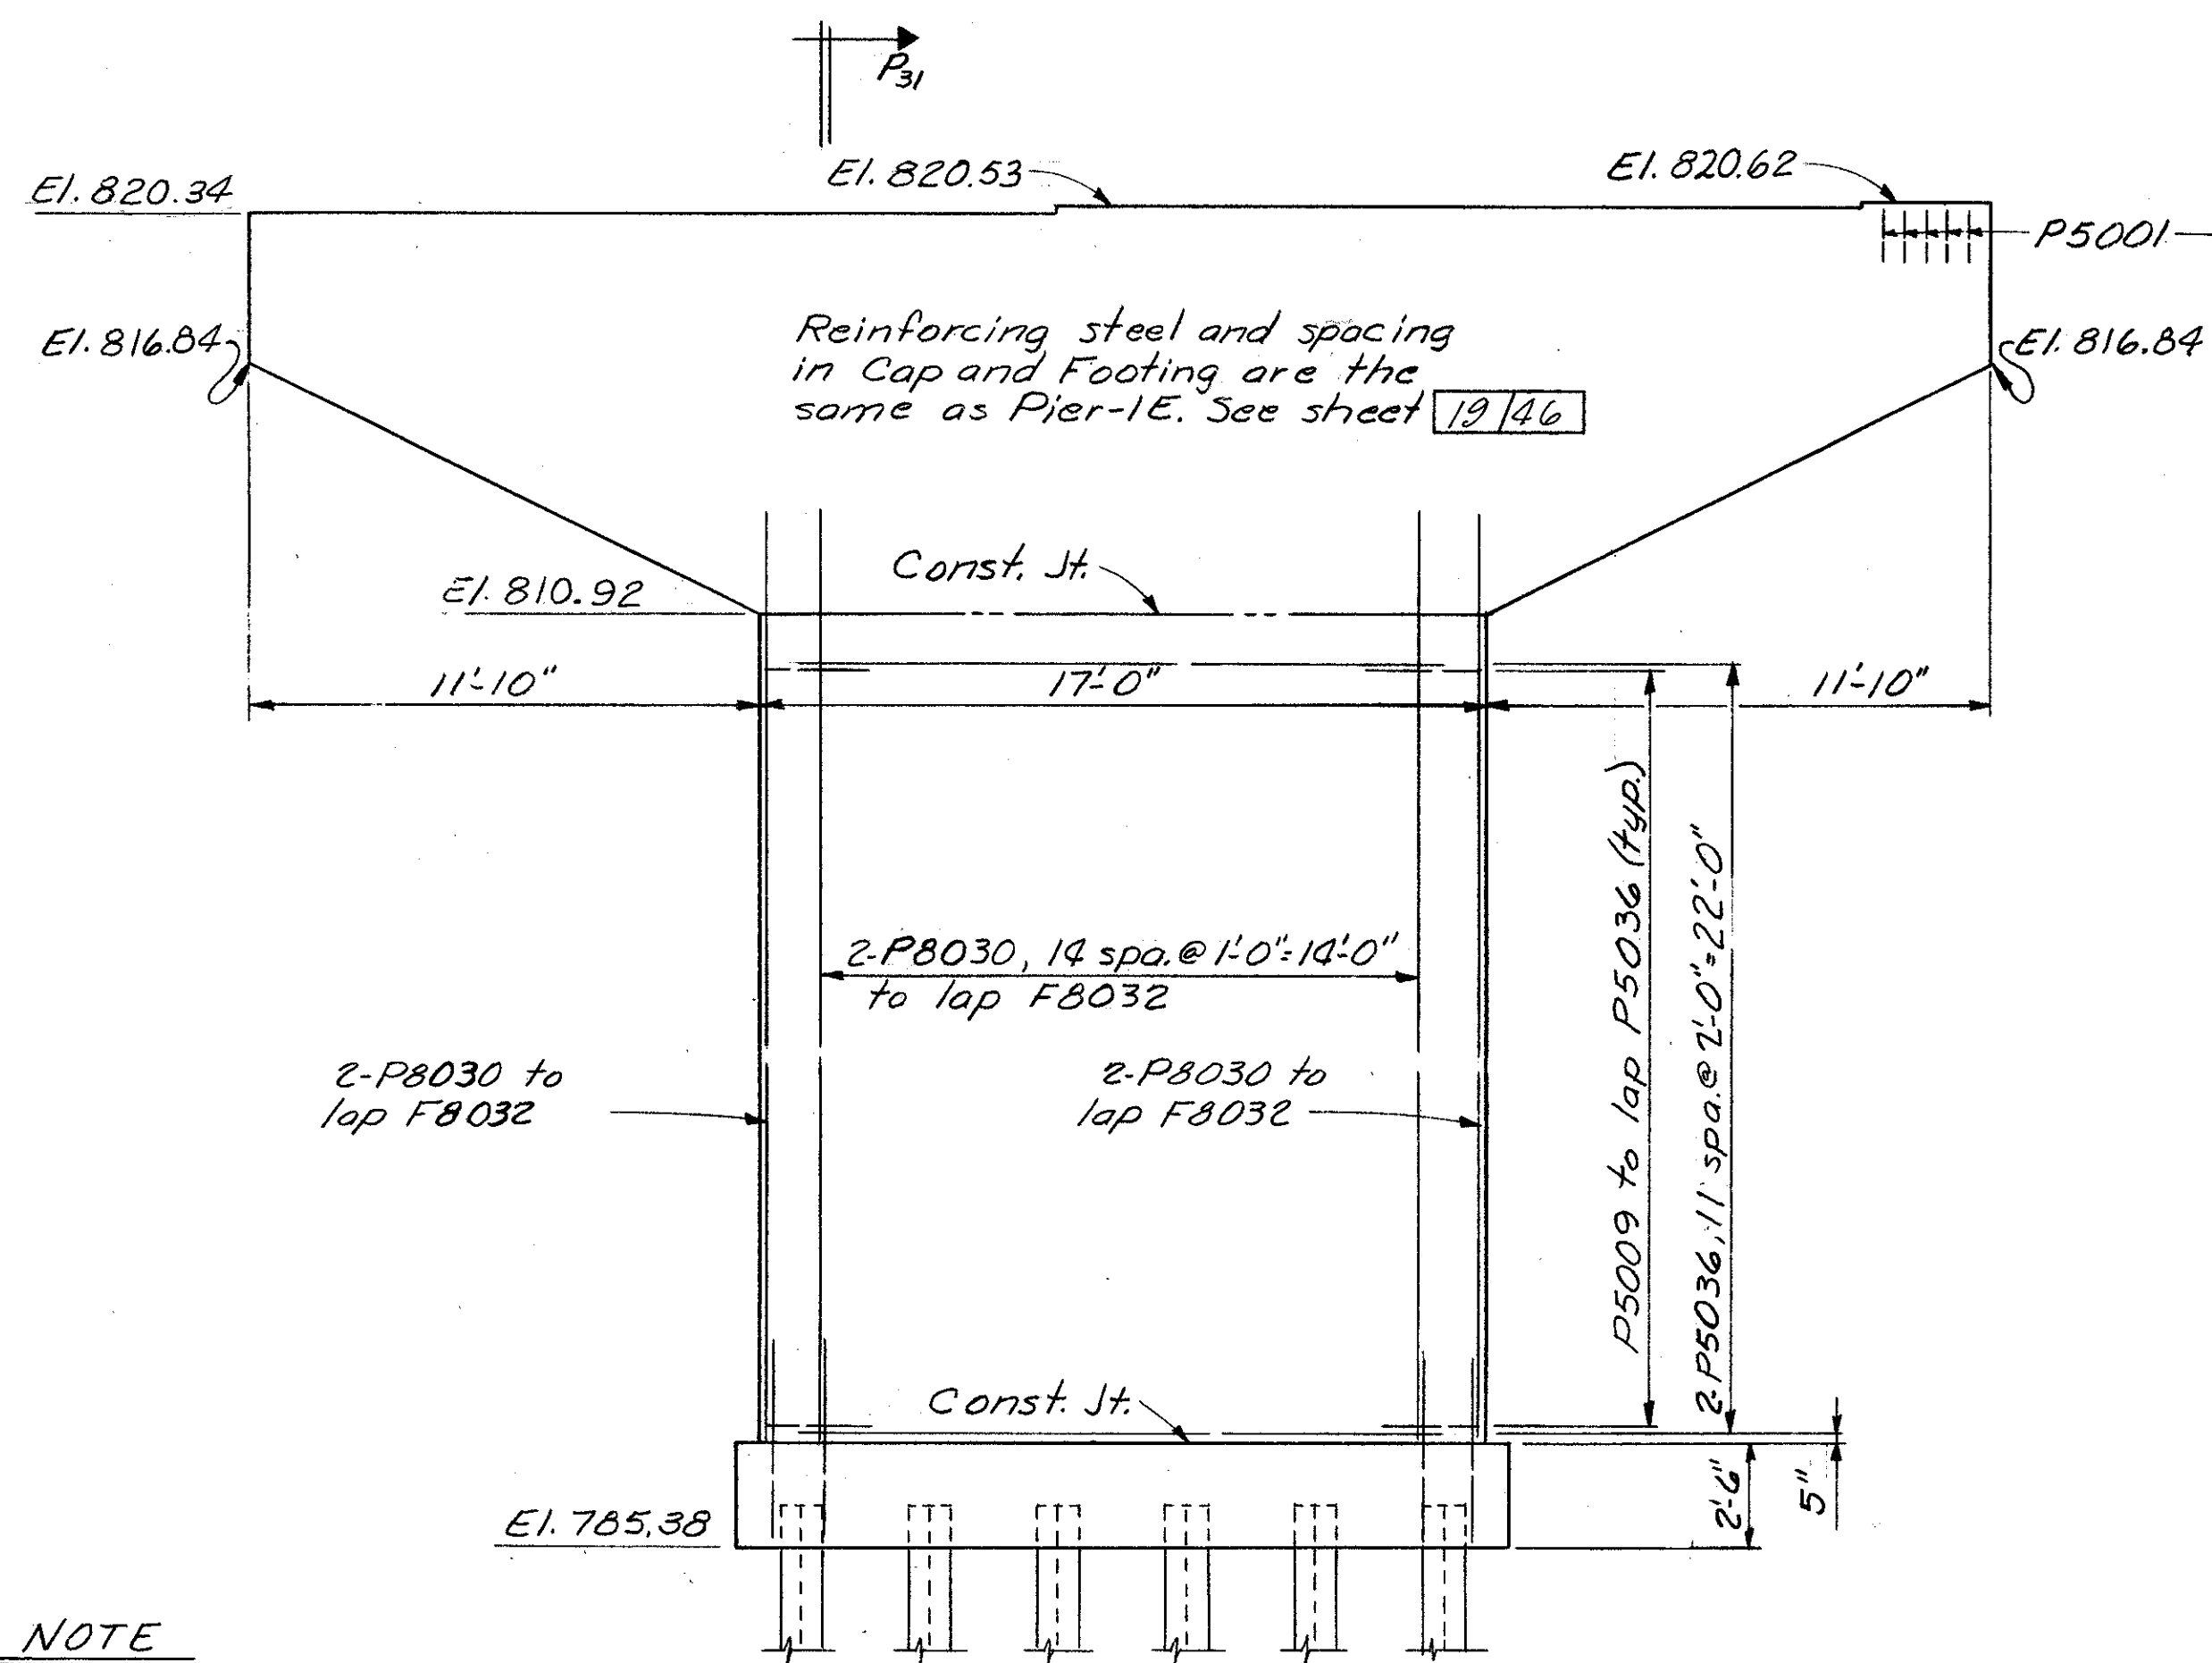 P31
El. 820.34
El. 820.53
El. 820.62
P5001
El. 816.84
Reinforcing steel and spacing
in Cap and Footing are the
same as Pier-1E. See sheet 19/46
El. 816.84
Const. Jt.
El. 810.92
11'-10"
17'-0"
11'-10"
P5009 to lap P5036 (typ.)
2-P5036, 11 spa. @ 2'-0" = 22'-0"
2-P8030, 14 spa. @ 1'-0" = 14'-0"
to lap F8032
2-P8030 to
lap F8032
2-P8030 to
lap F8032
Const. Jt.
El. 785.38
2'-6"
5"
NOTE